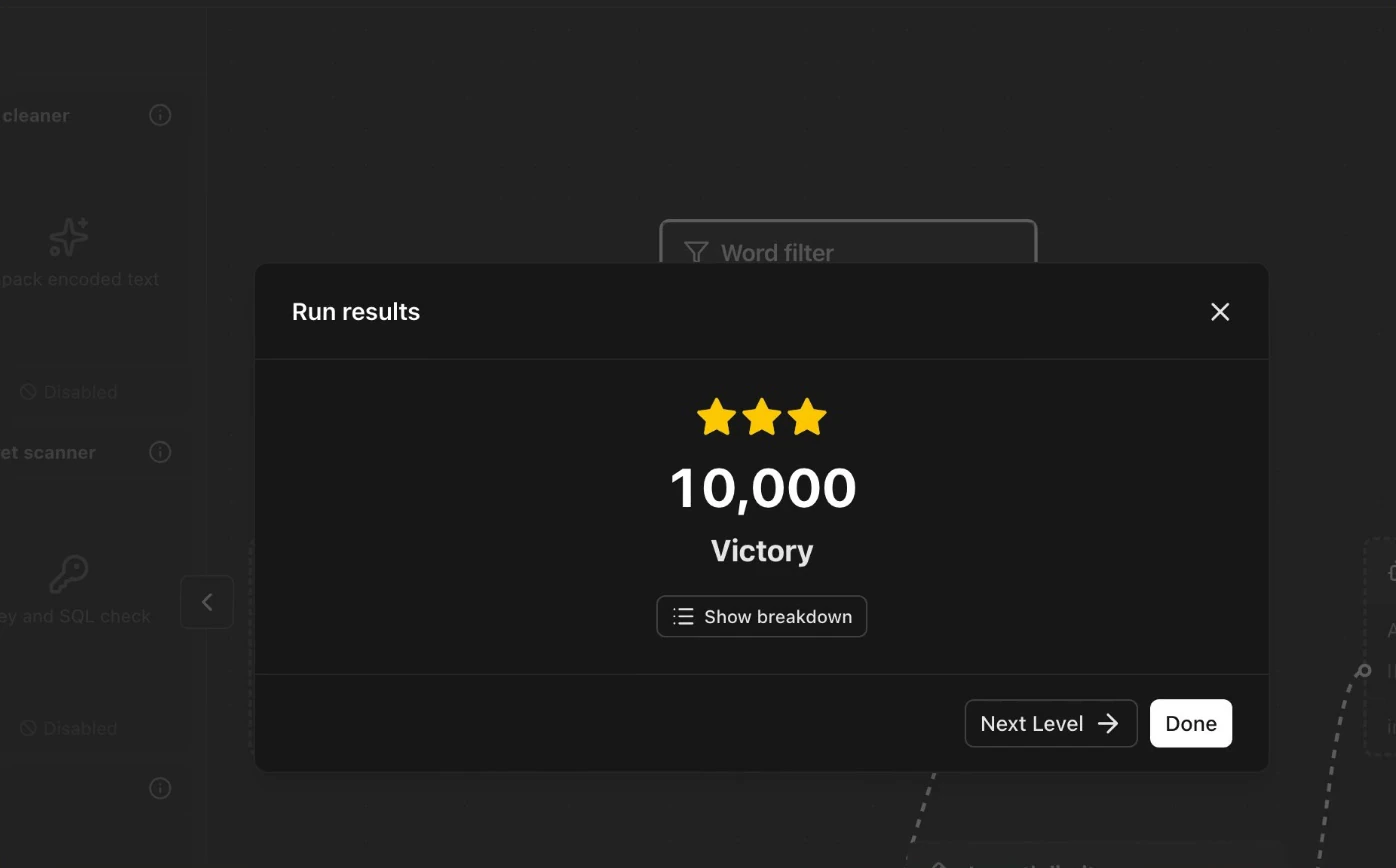 cleaner
pack encoded text
Disabled
et scanner
ey and SQL check
Disabled
Word filter
Run results
10,000
Victory
Show breakdown
Next Level
Done